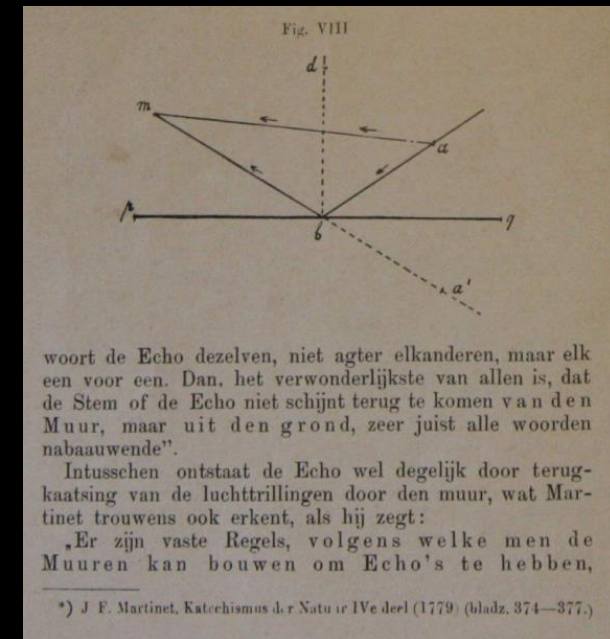 Fig. VIII
d
m
a
p
b
q
a'
woort de Echo dezelven, niet agter elkanderen, maar elk
een voor een. Dan, het verwonderlijkste van allen is, dat
de Stem of de Echo niet schijnt terug te komen van den
Muur, maar uit den grond, zeer juist alle woorden
nabaauwende”.
Intusschen ontstaat de Echo wel degelijk door terug-
kaatsing van de luchttrillingen door den muur, wat Mar-
tinet trouwens ook erkent, als hij zegt:
„Er zijn vaste Regels, volgens welke men de
Muuren kan bouwen om Echo's te hebben,
*) J F. Martinet, Katechismus der Natuur IVe deel (1779) (bladz. 374—377.)